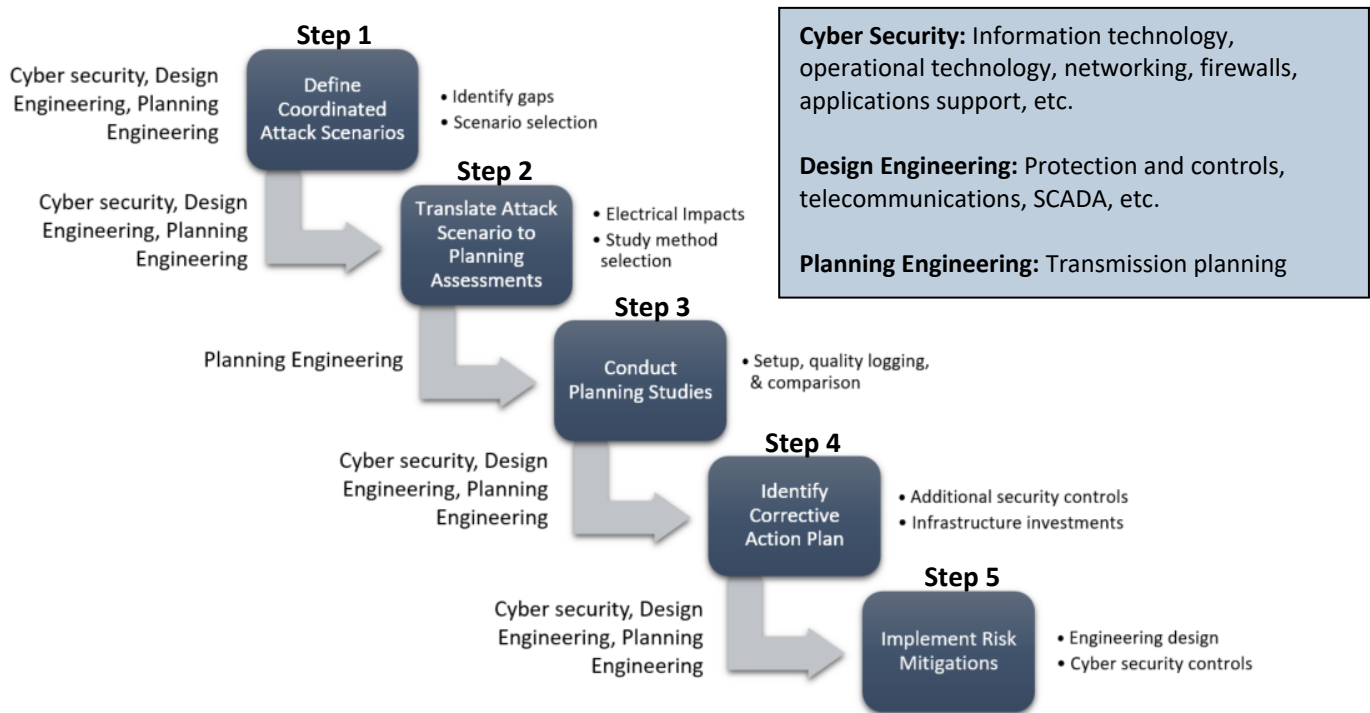 Step 1
Cyber security, Design
Engineering, Planning
Engineering
Define
Coordinated
Attack Scenarios
• Identify gaps
• Scenario selection
Cyber Security: Information technology,
operational technology, networking, firewalls,
applications support, etc.
Design Engineering: Protection and controls,
telecommunications, SCADA, etc.
Planning Engineering: Transmission planning
Step 2
Cyber security, Design
Engineering, Planning
Engineering
Translate Attack
Scenario to
Planning
Assessments
• Electrical Impacts
• Study method
selection
Step 3
Planning Engineering
Conduct
Planning Studies
• Setup, quality logging,
& comparison
Step 4
Cyber security, Design
Engineering, Planning
Engineering
Identify
Corrective
Action Plan
• Additional security controls
• Infrastructure investments
Step 5
Cyber security, Design
Engineering, Planning
Engineering
Implement Risk
Mitigations
• Engineering design
• Cyber security controls